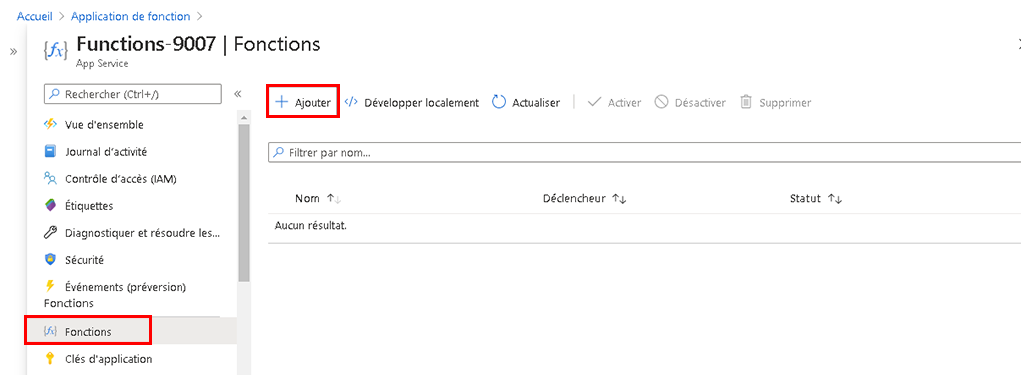 Accueil > Application de fonction >
» {fx} Functions-9007 | Fonctions
App Service
Rechercher (Ctrl+/) «
+ Ajouter </> Développer localement Actualiser | Activer Désactiver Supprimer
Vue d'ensemble
Journal d'activité
Contrôle d'accès (IAM)
Étiquettes
Diagnostiquer et résoudre les...
Sécurité
Événements (préversion)
Fonctions
{fx} Fonctions
Clés d'application
Filtrer par nom...
Nom ↑↓ Déclencheur ↑↓ Statut ↑↓
Aucun résultat.